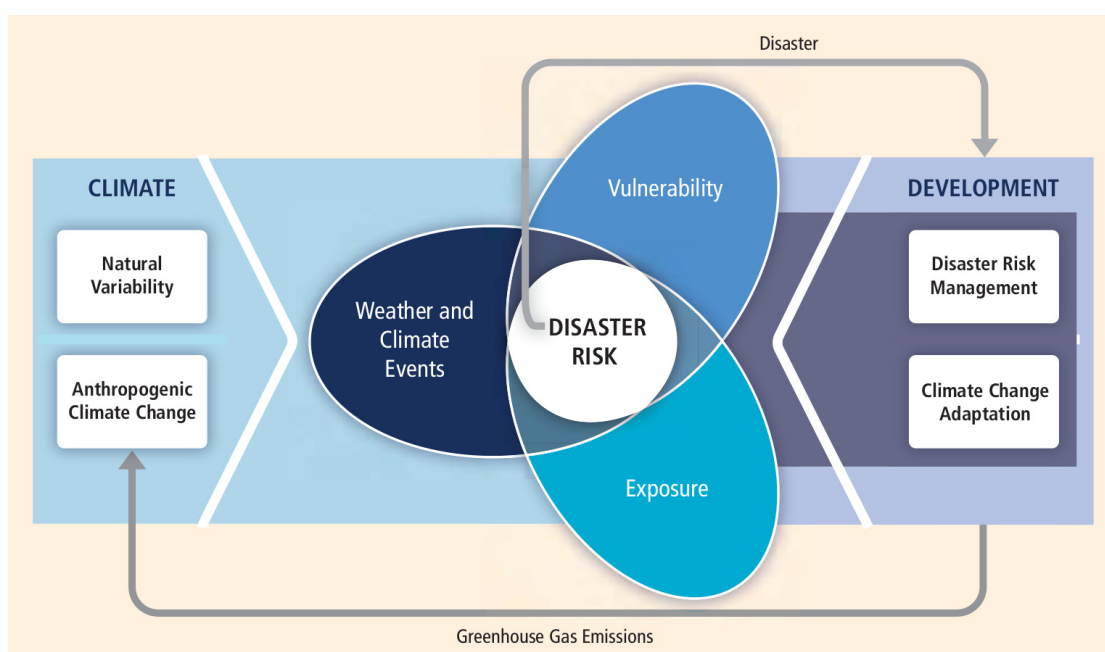 Disaster
CLIMATE
Natural
Variability
Anthropogenic
Climate Change
Weather and
Climate
Events
Vulnerability
DISASTER
RISK
Exposure
DEVELOPMENT
Disaster Risk
Management
Climate Change
Adaptation
Greenhouse Gas Emissions